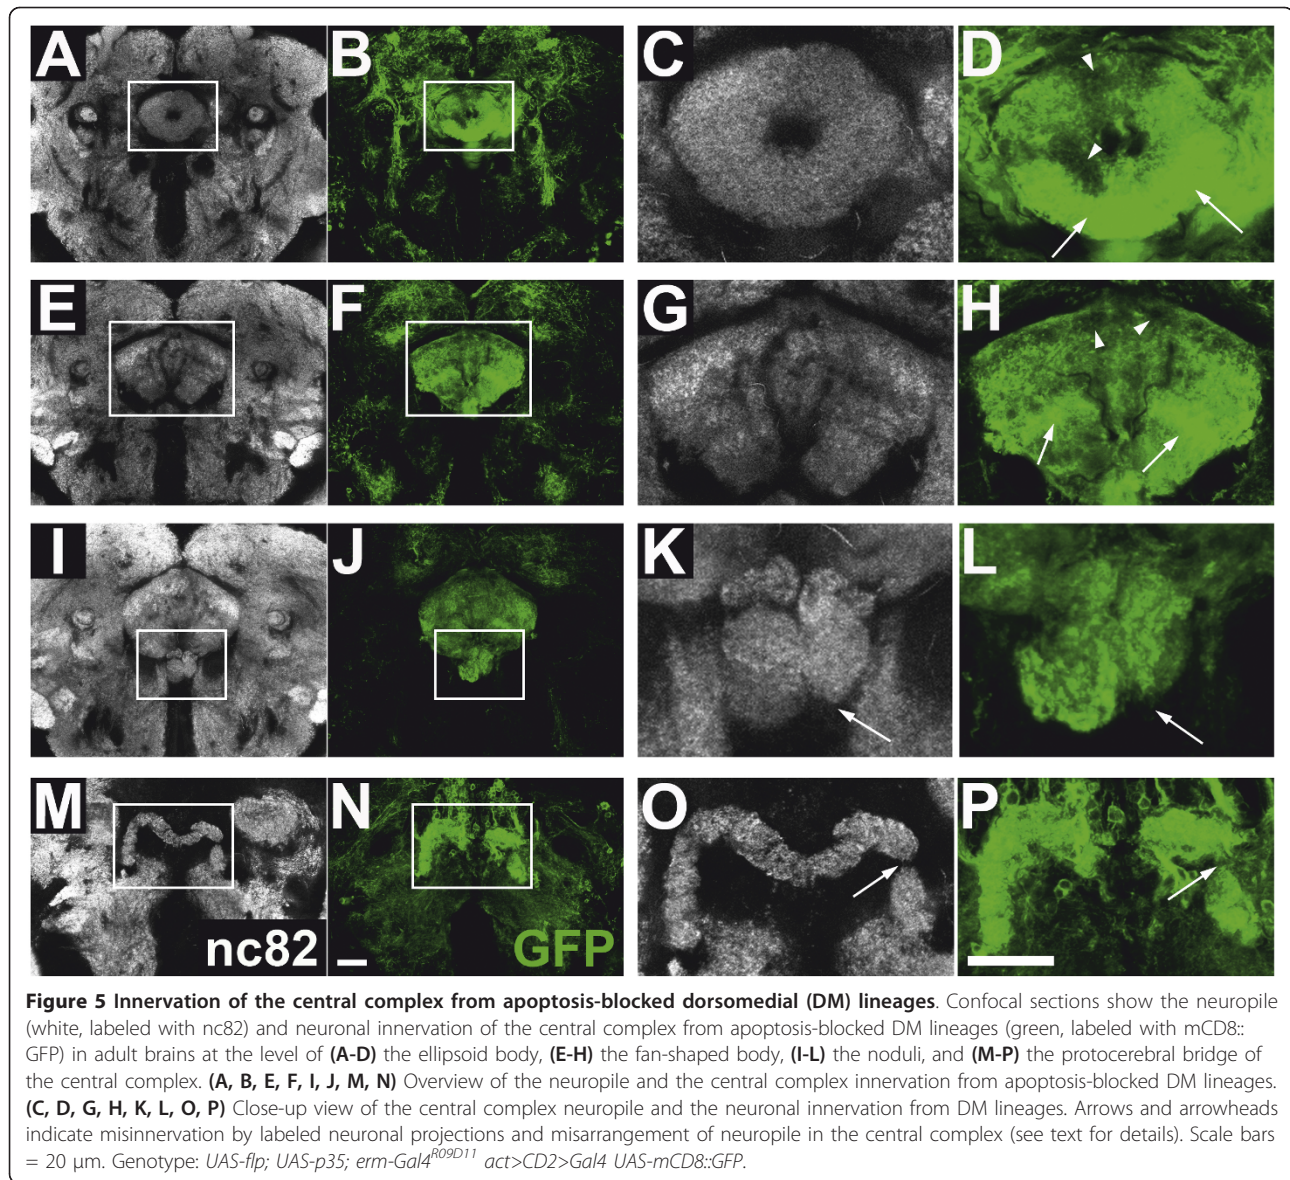 A
B
C
D
E
F
G
H
I
J
K
L
M
N
O
P
nc82
GFP
Figure 5 Innervation of the central complex from apoptosis-blocked dorsomedial (DM) lineages. Confocal sections show the neuropile
(white, labeled with nc82) and neuronal innervation of the central complex from apoptosis-blocked DM lineages (green, labeled with mCD8::
GFP) in adult brains at the level of (A-D) the ellipsoid body, (E-H) the fan-shaped body, (I-L) the noduli, and (M-P) the protocerebral bridge of
the central complex. (A, B, E, F, I, J, M, N) Overview of the neuropile and the central complex innervation from apoptosis-blocked DM lineages.
(C, D, G, H, K, L, O, P) Close-up view of the central complex neuropile and the neuronal innervation from DM lineages. Arrows and arrowheads
indicate misinnervation by labeled neuronal projections and misarrangement of neuropile in the central complex (see text for details). Scale bars
= 20 μm. Genotype: UAS-flp; UAS-p35; erm-Gal4R09D11 act>CD2>Gal4 UAS-mCD8::GFP.